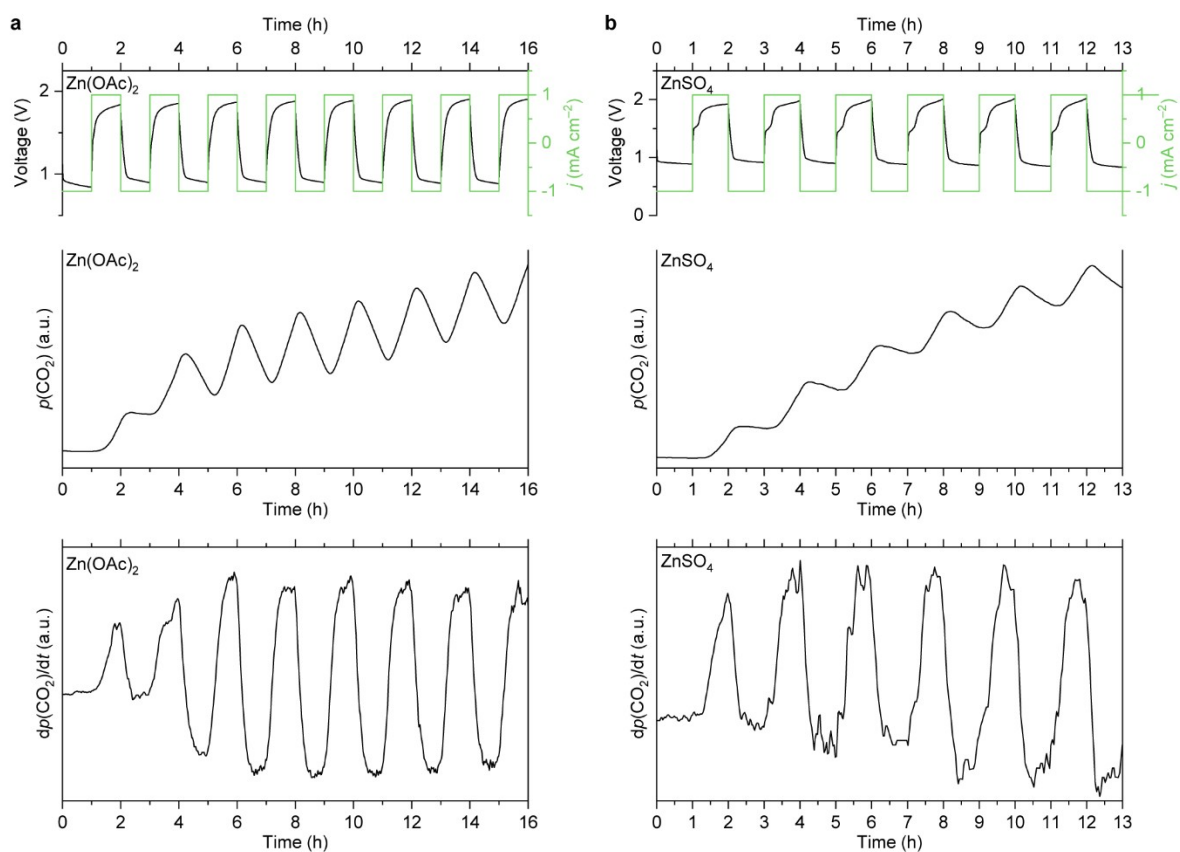 a
Time (h)
0 2 4 6 8 10 12 14 16
Zn(OAc)₂
Voltage (V)
2
1
j (mA cm⁻²)
1
0
-1
Zn(OAc)₂
p(CO₂) (a.u.)
0 2 4 6 8 10 12 14 16
Time (h)
Zn(OAc)₂
dp(CO₂)/dt (a.u.)
0 2 4 6 8 10 12 14 16
Time (h)
b
Time (h)
0 1 2 3 4 5 6 7 8 9 10 11 12 13
ZnSO₄
Voltage (V)
2
1
0
j (mA cm⁻²)
1
0
-1
ZnSO₄
p(CO₂) (a.u.)
0 1 2 3 4 5 6 7 8 9 10 11 12 13
Time (h)
ZnSO₄
dp(CO₂)/dt (a.u.)
0 1 2 3 4 5 6 7 8 9 10 11 12 13
Time (h)